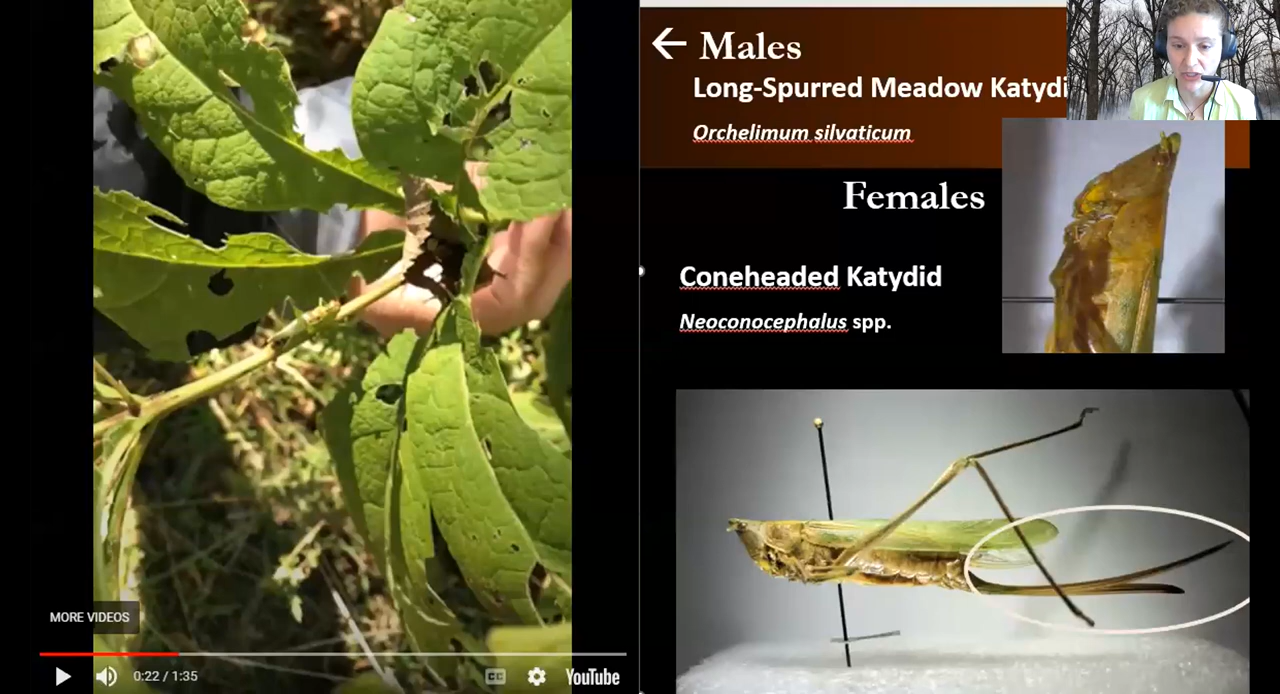 ← Males
Long-Spurred Meadow Katydi
Orchelimum silvaticum
Females
Coneheaded Katydid
Neoconocephalus spp.
MORE VIDEOS
0:22 / 1:35
CC
YouTube